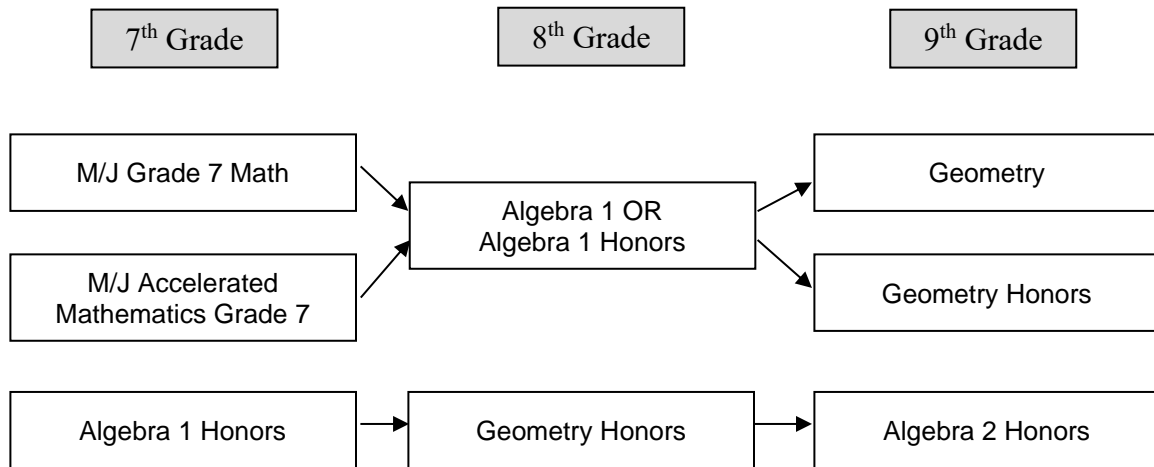 7th Grade
8th Grade
9th Grade
M/J Grade 7 Math
Algebra 1 OR
Algebra 1 Honors
Geometry
M/J Accelerated
Mathematics Grade 7
Geometry Honors
Algebra 1 Honors
Geometry Honors
Algebra 2 Honors